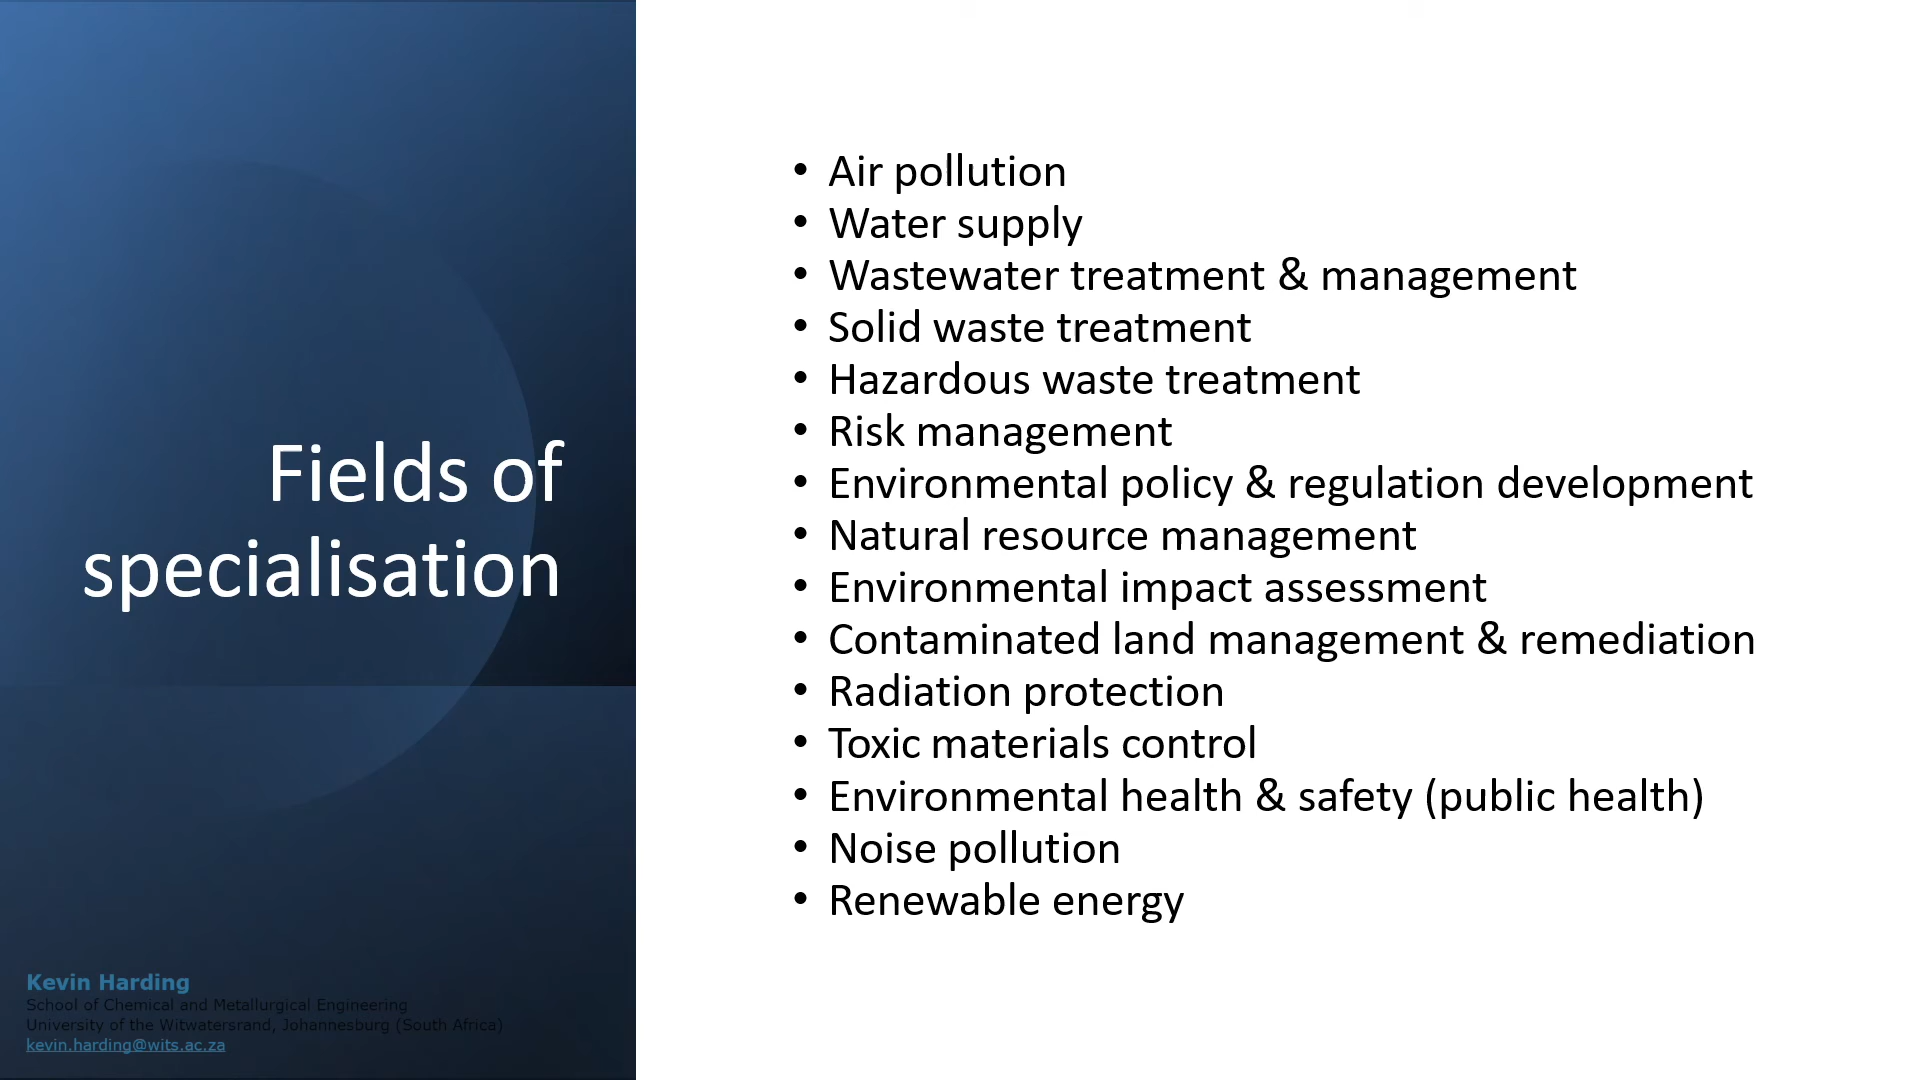 Fields of
specialisation
• Air pollution
• Water supply
• Wastewater treatment & management
• Solid waste treatment
• Hazardous waste treatment
• Risk management
• Environmental policy & regulation development
• Natural resource management
• Environmental impact assessment
• Contaminated land management & remediation
• Radiation protection
• Toxic materials control
• Environmental health & safety (public health)
• Noise pollution
• Renewable energy
Kevin Harding
School of Chemical and Metallurgical Engineering
University of the Witwatersrand, Johannesburg (South Africa)
kevin.harding@wits.ac.za